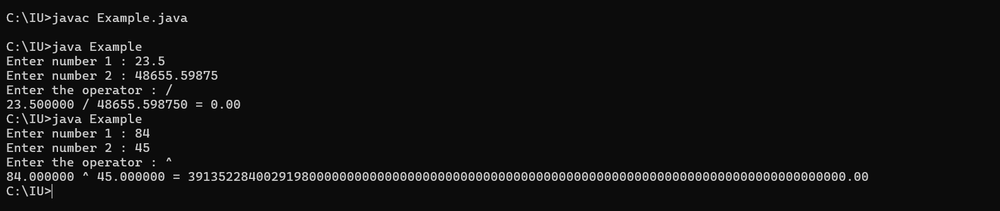 C:\IU>javac Example.java
C:\IU>java Example
Enter number 1 : 23.5
Enter number 2 : 48655.59875
Enter the operator : /
23.500000 / 48655.598750 = 0.00
C:\IU>java Example
Enter number 1 : 84
Enter number 2 : 45
Enter the operator : ^
84.000000 ^ 45.000000 = 391352284002919800000000000000000000000000000000000000000000000000000000000000000000000.00
C:\IU>